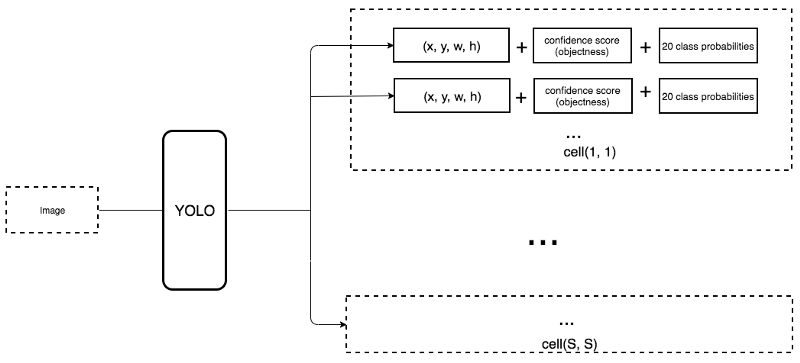 (x, y, w, h) + confidence score + 20 class probabilities
(objectness)
(x, y, w, h) + confidence score + 20 class probabilities
(objectness)
...
cell(1, 1)
Image
YOLO
...
...
cell(S, S)